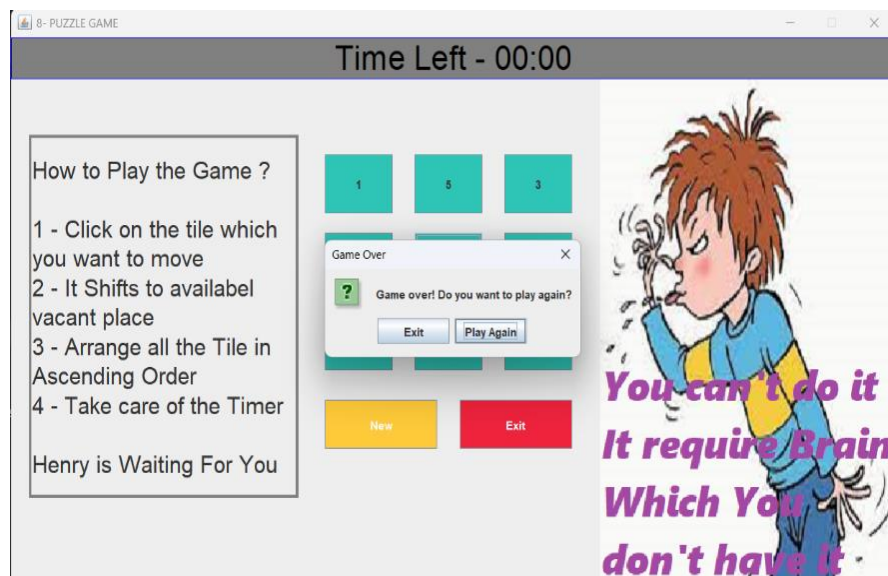 8- PUZZLE GAME
Time Left - 00:00
How to Play the Game ?
1 - Click on the tile which
you want to move
2 - It Shifts to availabel
vacant place
3 - Arrange all the Tile in
Ascending Order
4 - Take care of the Timer
Henry is Waiting For You
1
5
3
Game Over
?
Game over! Do you want to play again?
Exit
Play Again
New
Exit
You can't do it
It require Brain
Which You
don't have it